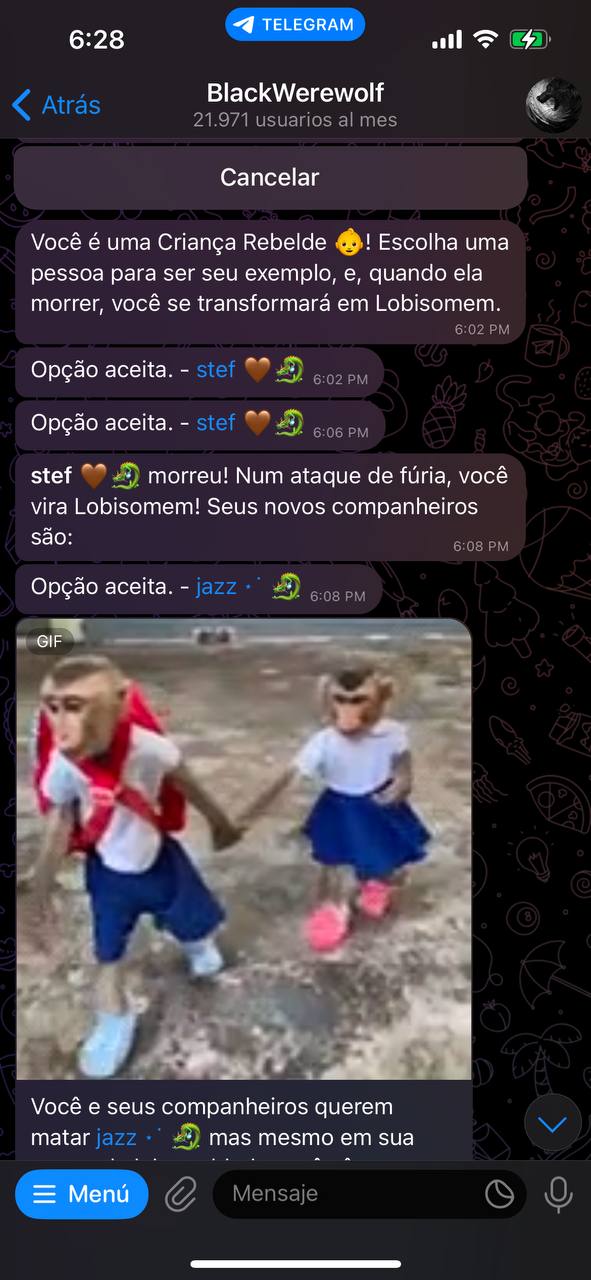 6:28
TELEGRAM
Atrás
BlackWerewolf
21.971 usuarios al mes
Cancelar
Você é uma Criança Rebelde 👶! Escolha uma
pessoa para ser seu exemplo, e, quando ela
morrer, você se transformará em Lobisomem.
6:02 PM
Opção aceita. - stef 🤎🐲 6:02 PM
Opção aceita. - stef 🤎🐲 6:06 PM
stef 🤎🐲 morreu! Num ataque de fúria, você
vira Lobisomem! Seus novos companheiros
são:
6:08 PM
Opção aceita. - jazz ⋆˙ 🐲 6:08 PM
GIF
Você e seus companheiros querem
matar jazz ⋆˙ 🐲 mas mesmo em sua
Menú
Mensaje